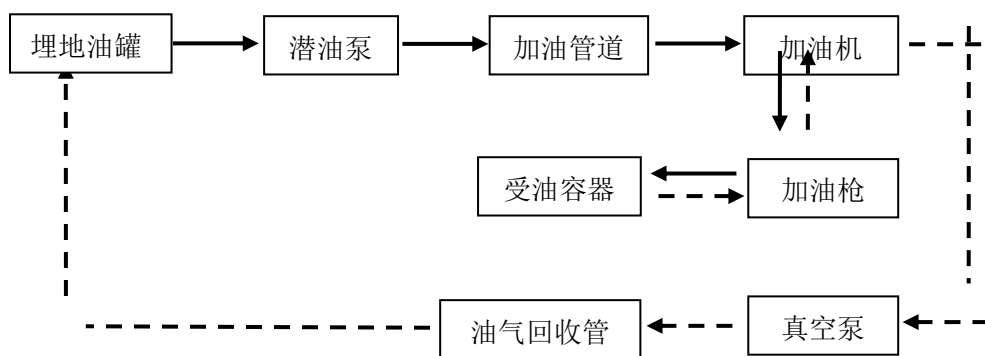 埋地油罐
潜油泵
加油管道
加油机
受油容器
加油枪
油气回收管
真空泵